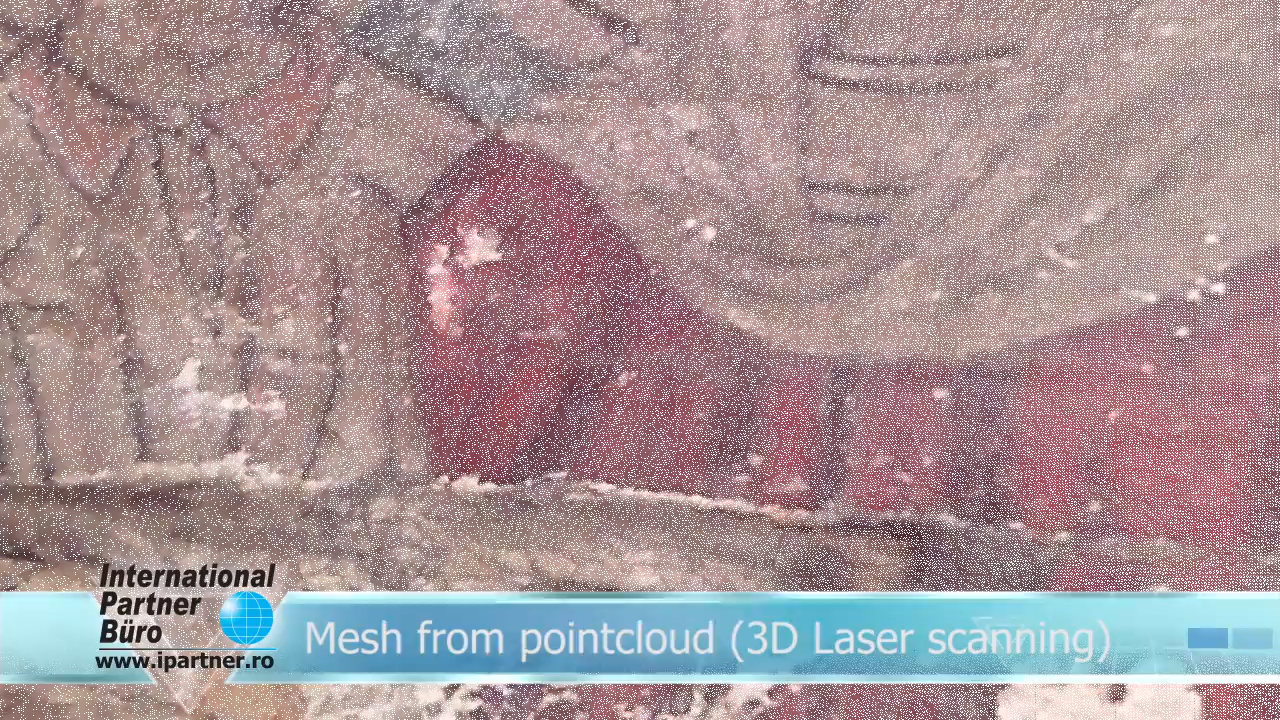 International
Partner
Büro
www.ipartner.ro
Mesh from pointcloud (3D Laser scanning)